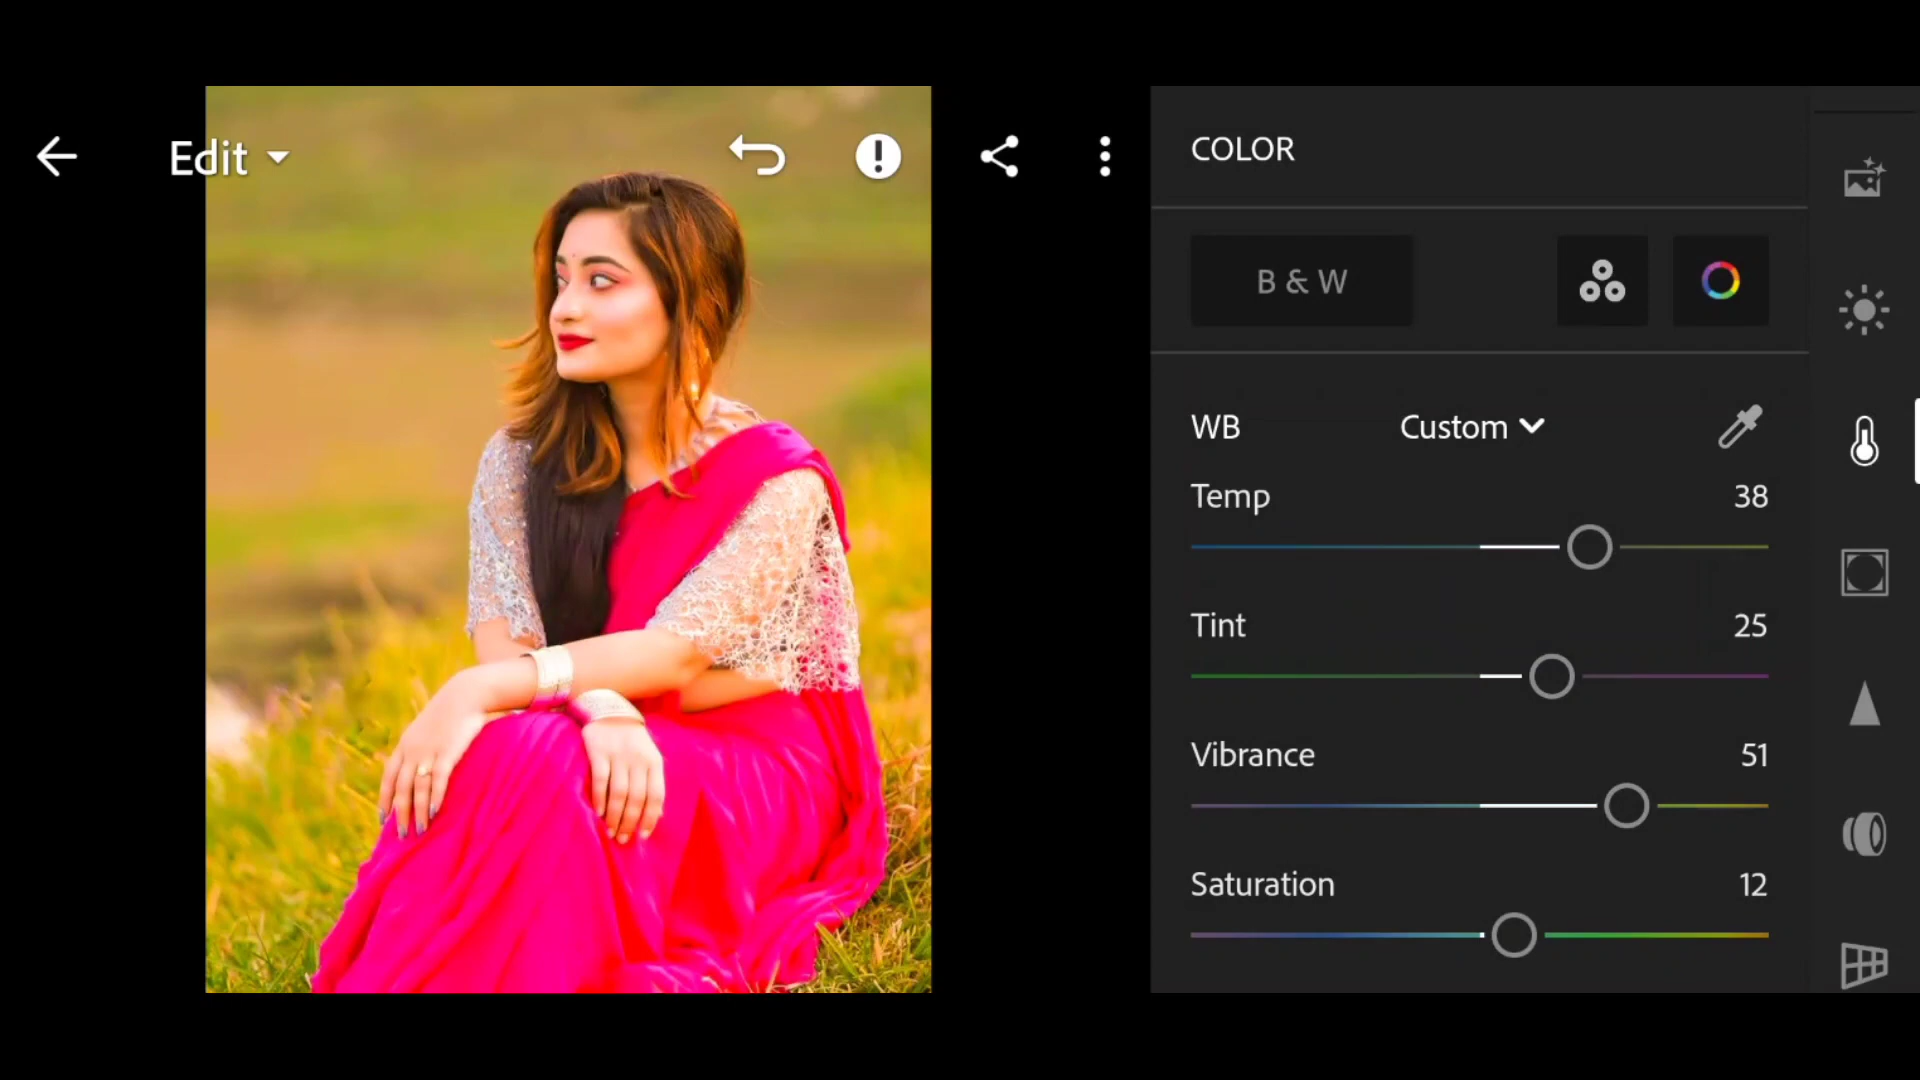 Edit
COLOR
B & W
WB Custom
Temp 38
Tint 25
Vibrance 51
Saturation 12